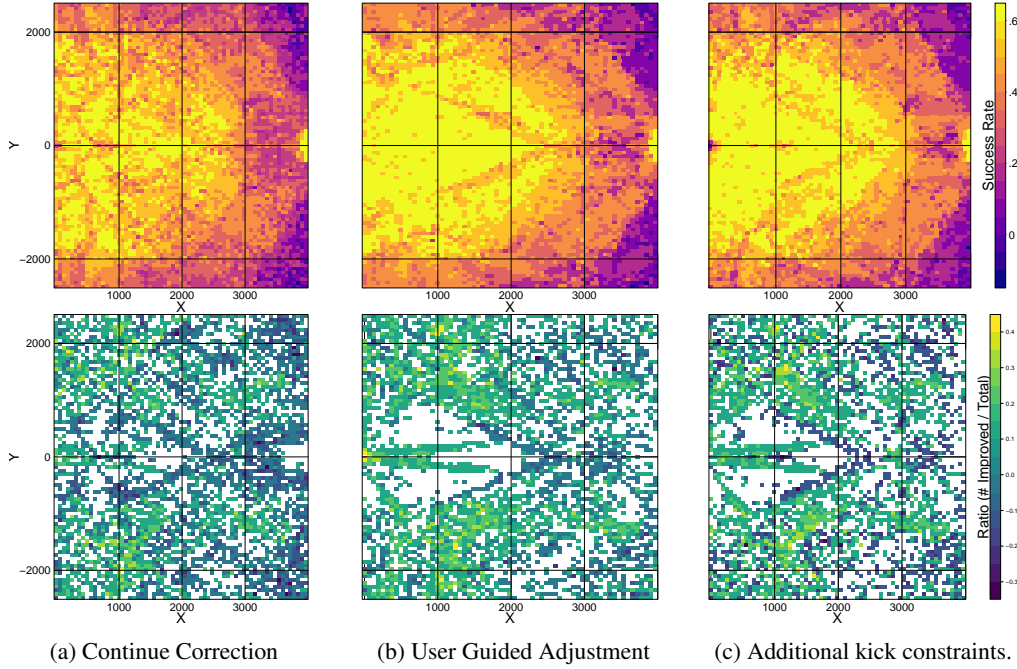 2000
0
−2000
Y
1000 2000 3000
X
1000 2000 3000
X
1000 2000 3000
X
.6
.4
.2
0
Success Rate
2000
0
−2000
Y
1000 2000 3000
X
1000 2000 3000
X
1000 2000 3000
X
0.4
0.3
0.2
0.1
0.0
−0.1
−0.2
−0.3
Ratio (# Improved / Total)
(a) Continue Correction
(b) User Guided Adjustment
(c) Additional kick constraints.